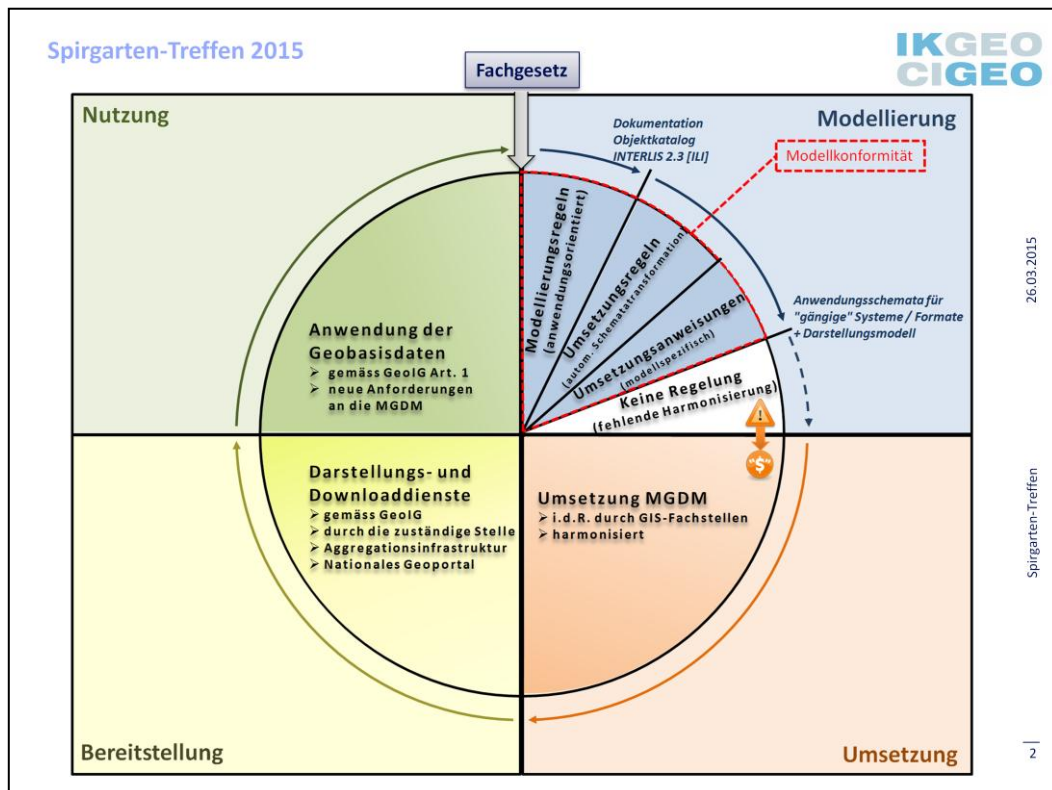 Spirgarten-Treffen 2015
IKGEO
CIGEO
Fachgesetz
Nutzung
Modellierung
Dokumentation
Objektkatalog
INTERLIS 2.3 [ILI]
Modellkonformität
Modellierungsregeln
(anwendungsorientiert)
Umsetzungsregeln
(autom. Schematatransformation)
Umsetzungsanweisungen
(modellspezifisch)
Keine Regelung
(fehlende Harmonisierung)
Anwendungsschemata für
"gängige" Systeme / Formate
+ Darstellungsmodell
Anwendung der
Geobasisdaten
➢ gemäss GeoIG Art. 1
➢ neue Anforderungen
an die MGDM
!
"$"
Darstellungs- und
Downloaddienste
➢ gemäss GeoIG
➢ durch die zuständige Stelle
➢ Aggregationsinfrastruktur
➢ Nationales Geoportal
Umsetzung MGDM
➢ i.d.R. durch GIS-Fachstellen
➢ harmonisiert
Bereitstellung
Umsetzung
26.03.2015
Spirgarten-Treffen
2